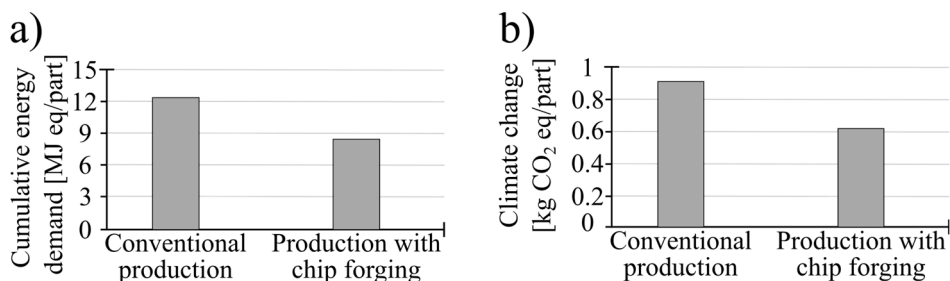 a)
Cumulative energy
demand [MJ eq/part]
15
12
9
6
3
0
Conventional
production
Production with
chip forging
b)
Climate change
[kg CO₂ eq/part]
1
0.8
0.6
0.4
0.2
0
Conventional
production
Production with
chip forging